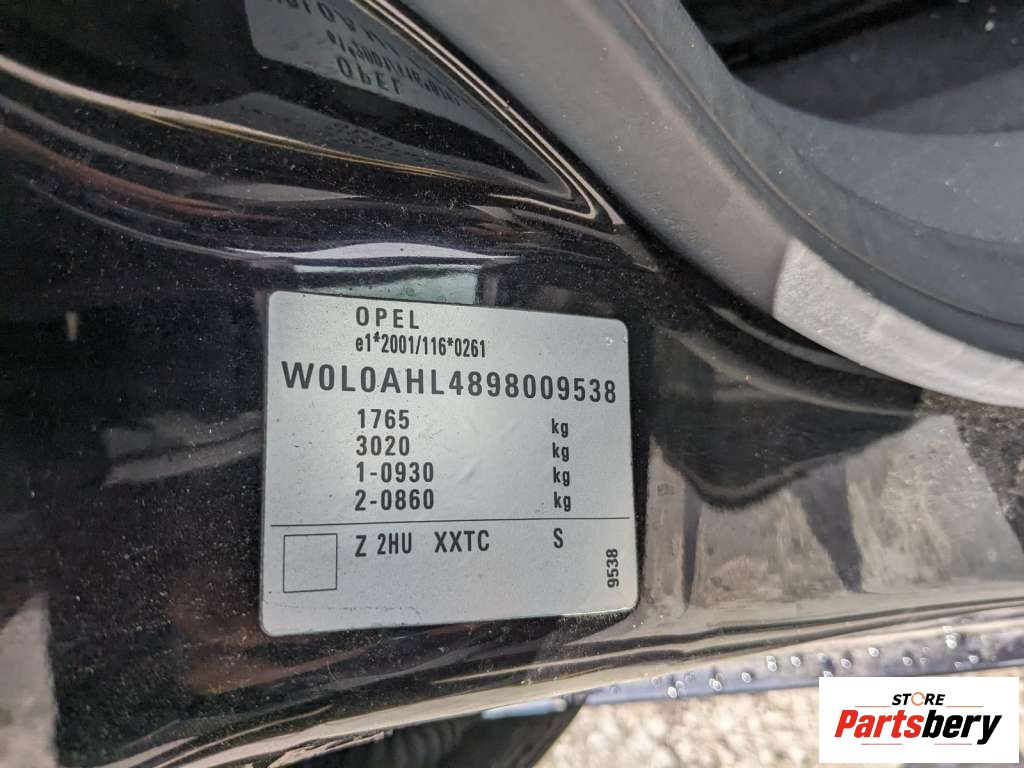 OPEL
e1*2001/116*0261
W0L0AHL4898009538
1765 kg
3020 kg
1-0930 kg
2-0860 kg
Z 2HU XXTC S
9538
STORE
Partsbery